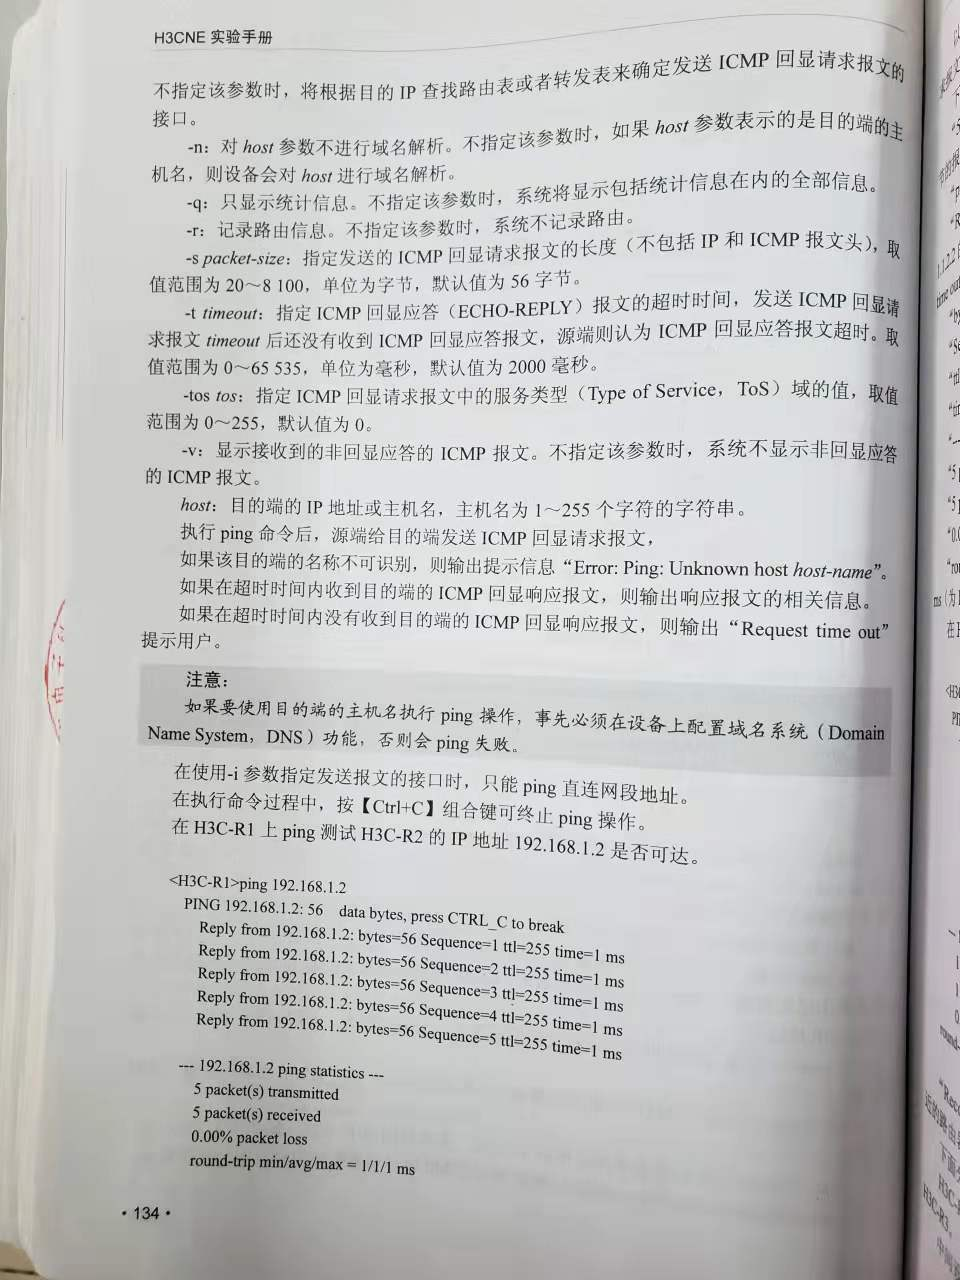 H3CNE 实验手册
不指定该参数时，将根据目的 IP 查找路由表或者转发表来确定发送 ICMP 回显请求报文的
接口。
-n：对 host 参数不进行域名解析。不指定该参数时，如果 host 参数表示的是目的端的主
机名，则设备会对 host 进行域名解析。
-q：只显示统计信息。不指定该参数时，系统将显示包括统计信息在内的全部信息。
-r：记录路由信息。不指定该参数时，系统不记录路由。
-s packet-size：指定发送的 ICMP 回显请求报文的长度（不包括 IP 和 ICMP 报文头），取
值范围为 20～8 100，单位为字节，默认值为 56 字节。
-t timeout：指定 ICMP 回显应答（ECHO-REPLY）报文的超时时间，发送 ICMP 回显请
求报文 timeout 后还没有收到 ICMP 回显应答报文，源端则认为 ICMP 回显应答报文超时。取
值范围为 0～65 535，单位为毫秒，默认值为 2000 毫秒。
-tos tos：指定 ICMP 回显请求报文中的服务类型（Type of Service，ToS）域的值，取值
范围为 0～255，默认值为 0。
-v：显示接收到的非回显应答的 ICMP 报文。不指定该参数时，系统不显示非回显应答
的 ICMP 报文。
host：目的端的 IP 地址或主机名，主机名为 1～255 个字符的字符串。
执行 ping 命令后，源端给目的端发送 ICMP 回显请求报文，
如果该目的端的名称不可识别，则输出提示信息“Error: Ping: Unknown host host-name”。
如果在超时时间内收到目的端的 ICMP 回显响应报文，则输出响应报文的相关信息。
如果在超时时间内没有收到目的端的 ICMP 回显响应报文，则输出“Request time out”
提示用户。
注意：
如果要使用目的端的主机名执行 ping 操作，事先必须在设备上配置域名系统（Domain
Name System，DNS）功能，否则会 ping 失败。
在使用-i 参数指定发送报文的接口时，只能 ping 直连网段地址。
在执行命令过程中，按【Ctrl+C】组合键可终止 ping 操作。
在 H3C-R1 上 ping 测试 H3C-R2 的 IP 地址 192.168.1.2 是否可达。
<H3C-R1>ping 192.168.1.2
PING 192.168.1.2: 56 data bytes, press CTRL_C to break
Reply from 192.168.1.2: bytes=56 Sequence=1 ttl=255 time=1 ms
Reply from 192.168.1.2: bytes=56 Sequence=2 ttl=255 time=1 ms
Reply from 192.168.1.2: bytes=56 Sequence=3 ttl=255 time=1 ms
Reply from 192.168.1.2: bytes=56 Sequence=4 ttl=255 time=1 ms
Reply from 192.168.1.2: bytes=56 Sequence=5 ttl=255 time=1 ms
--- 192.168.1.2 ping statistics ---
5 packet(s) transmitted
5 packet(s) received
0.00% packet loss
round-trip min/avg/max = 1/1/1 ms
·134·